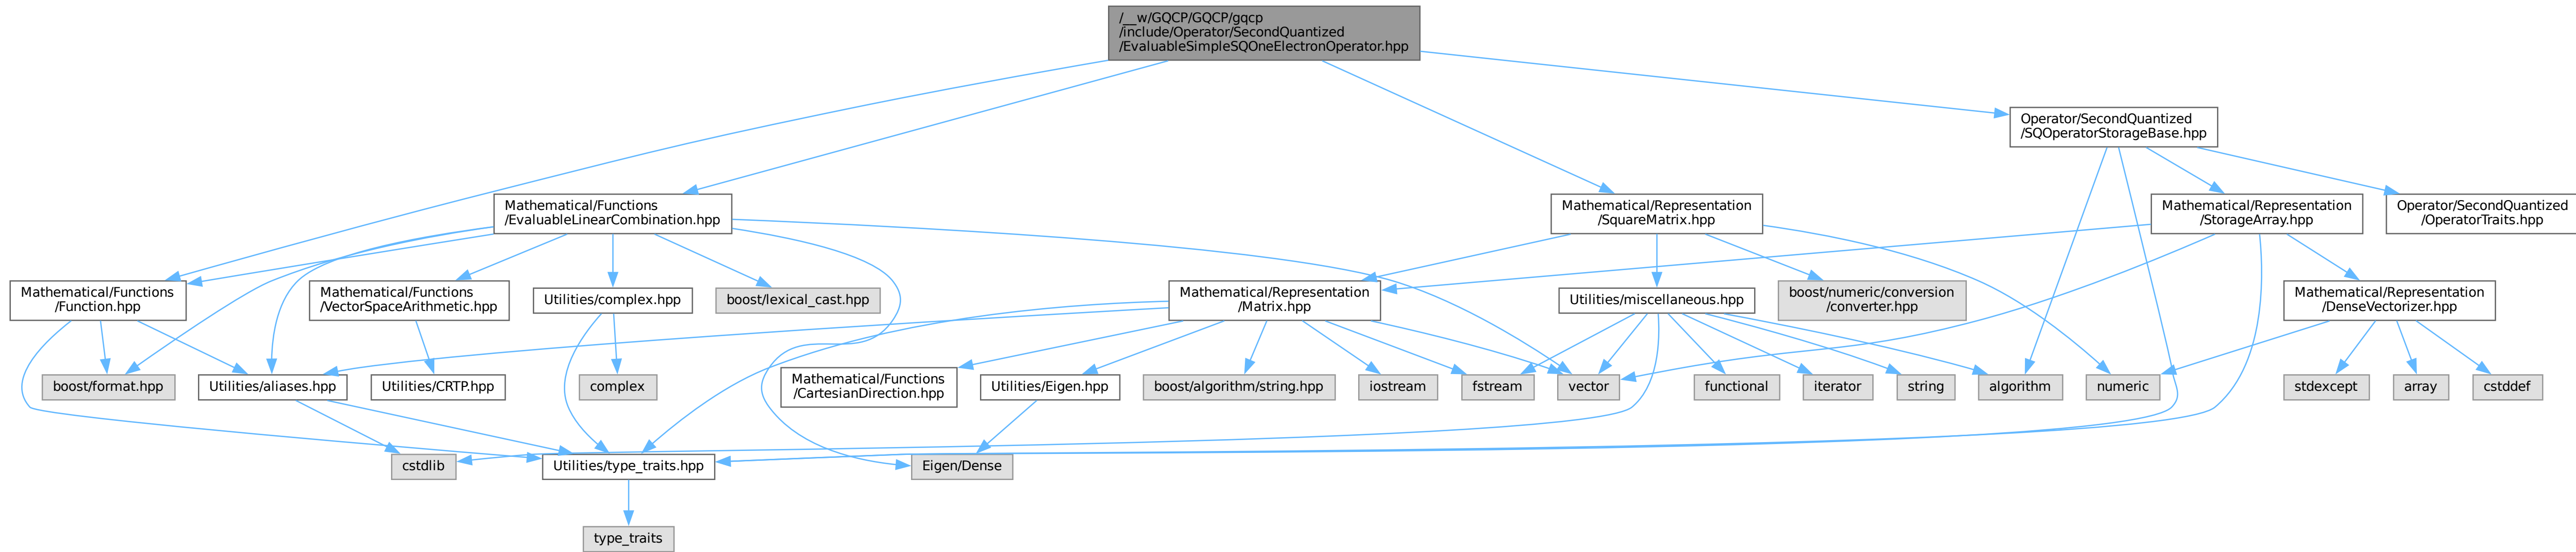 /__w/GQCP/GQCP/gqcp
/include/Operator/SecondQuantized
/EvaluableSimpleSQOneElectronOperator.hpp
Operator/SecondQuantized
/SQOperatorStorageBase.hpp
Mathematical/Functions
/EvaluableLinearCombination.hpp
Mathematical/Representation
/SquareMatrix.hpp
Mathematical/Representation
/StorageArray.hpp
Operator/SecondQuantized
/OperatorTraits.hpp
Mathematical/Functions
/Function.hpp
Mathematical/Functions
/VectorSpaceArithmetic.hpp
Utilities/complex.hpp
boost/lexical_cast.hpp
Mathematical/Representation
/Matrix.hpp
Utilities/miscellaneous.hpp
boost/numeric/conversion
/converter.hpp
Mathematical/Representation
/DenseVectorizer.hpp
boost/format.hpp
Utilities/aliases.hpp
Utilities/CRTP.hpp
complex
Mathematical/Functions
/CartesianDirection.hpp
Utilities/Eigen.hpp
boost/algorithm/string.hpp
iostream
fstream
vector
functional
iterator
string
algorithm
numeric
stdexcept
array
cstddef
cstdlib
Utilities/type_traits.hpp
Eigen/Dense
type_traits